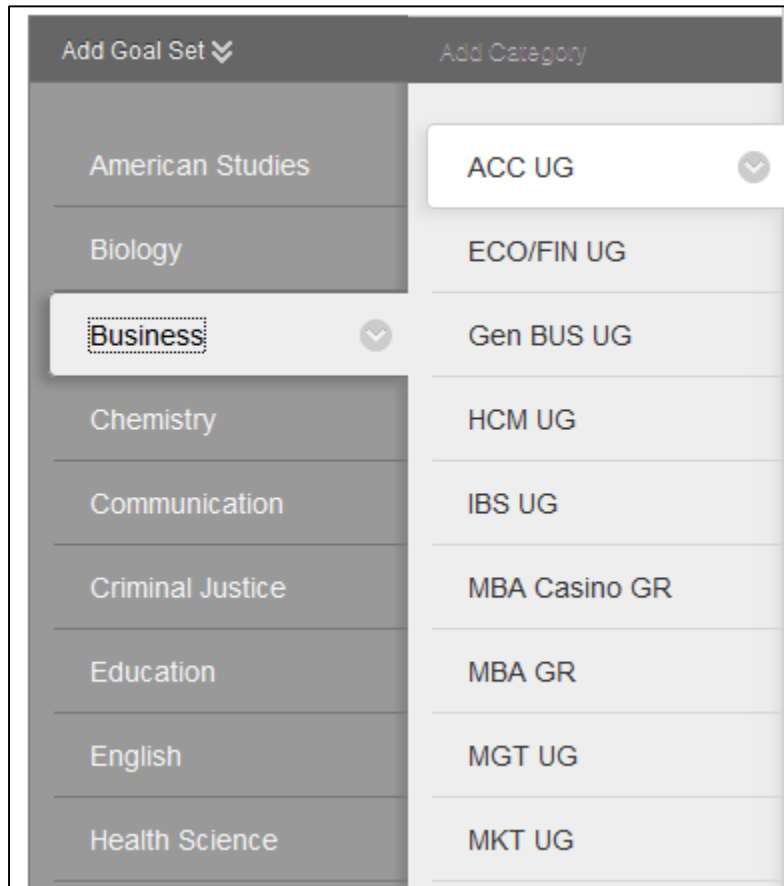 Add Goal Set
American Studies
Biology
Business
Chemistry
Communication
Criminal Justice
Education
English
Health Science
Add Category
ACC UG
ECO/FIN UG
Gen BUS UG
HCM UG
IBS UG
MBA Casino GR
MBA GR
MGT UG
MKT UG